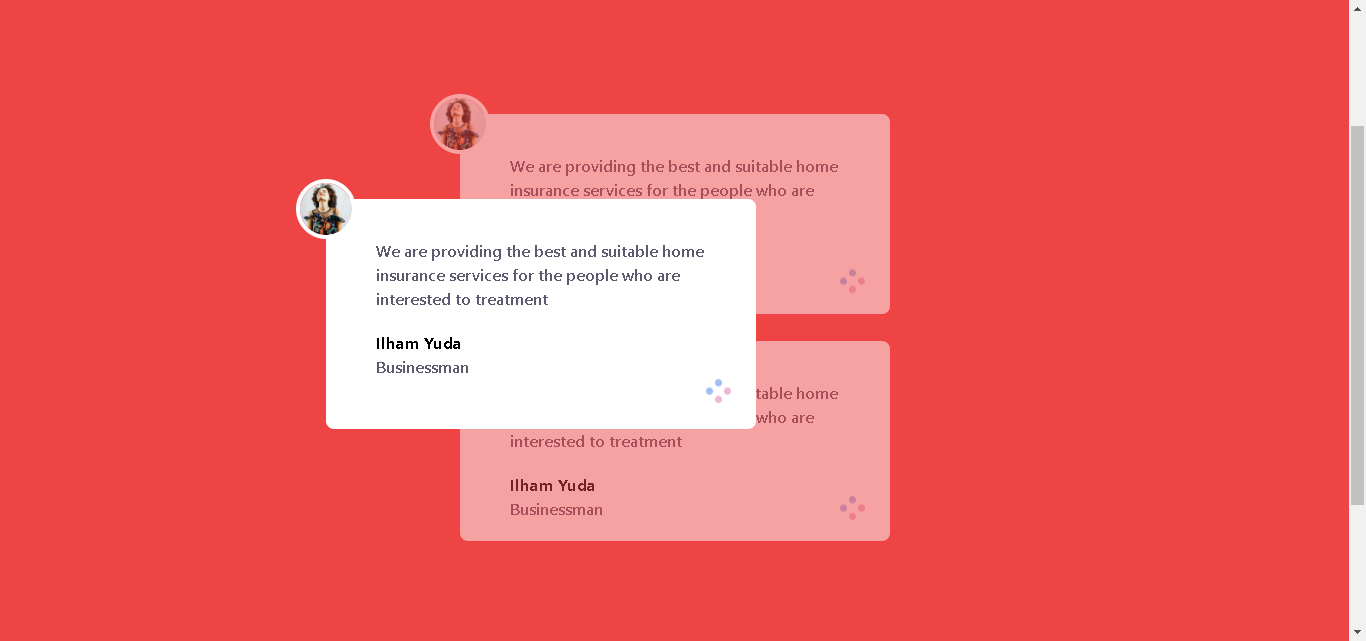 We are providing the best and suitable home
insurance services for the people who are
We are providing the best and suitable home
insurance services for the people who are
interested to treatment
Ilham Yuda
Businessman
table home
who are
interested to treatment
Ilham Yuda
Businessman